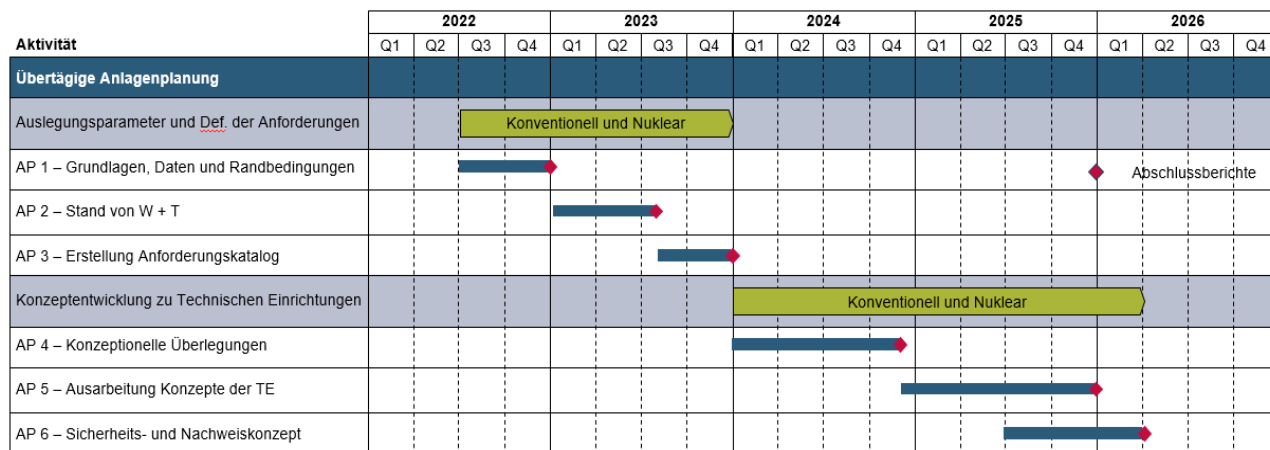 2022 2023 2024 2025 2026
Aktivität Q1 Q2 Q3 Q4 Q1 Q2 Q3 Q4 Q1 Q2 Q3 Q4 Q1 Q2 Q3 Q4 Q1 Q2 Q3 Q4
Übertägige Anlagenplanung
Auslegungsparameter und Def. der Anforderungen Konventionell und Nuklear
AP 1 – Grundlagen, Daten und Randbedingungen Abschlussberichte
AP 2 – Stand von W + T
AP 3 – Erstellung Anforderungskatalog
Konzeptentwicklung zu Technischen Einrichtungen Konventionell und Nuklear
AP 4 – Konzeptionelle Überlegungen
AP 5 – Ausarbeitung Konzepte der TE
AP 6 – Sicherheits- und Nachweiskonzept